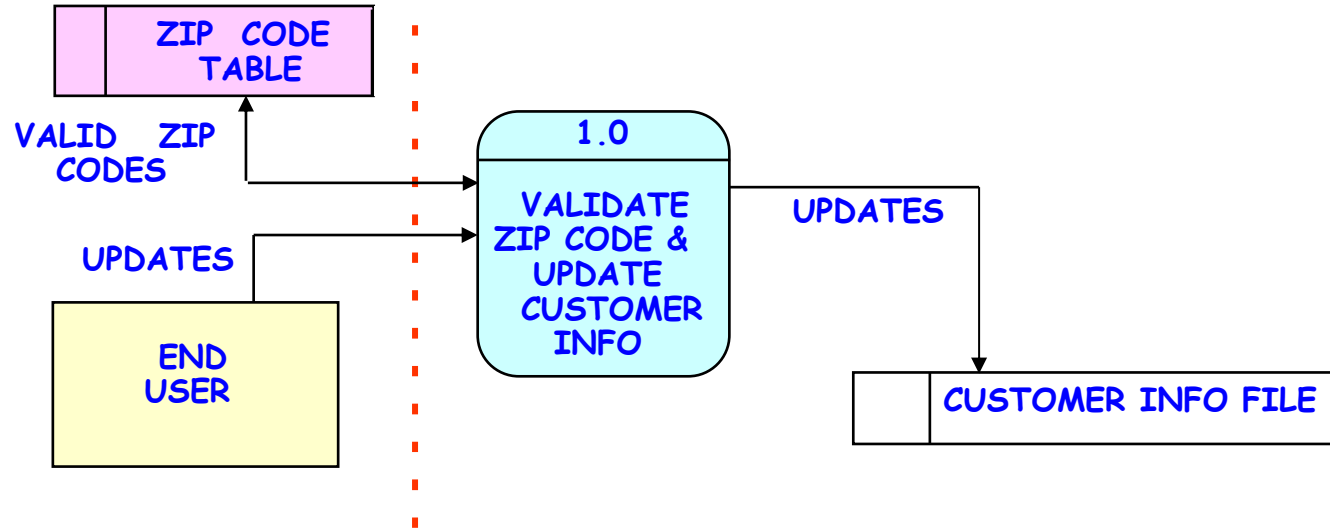 ZIP CODE
TABLE
VALID ZIP
CODES
UPDATES
END
USER
1.0
VALIDATE
ZIP CODE &
UPDATE
CUSTOMER
INFO
UPDATES
CUSTOMER INFO FILE